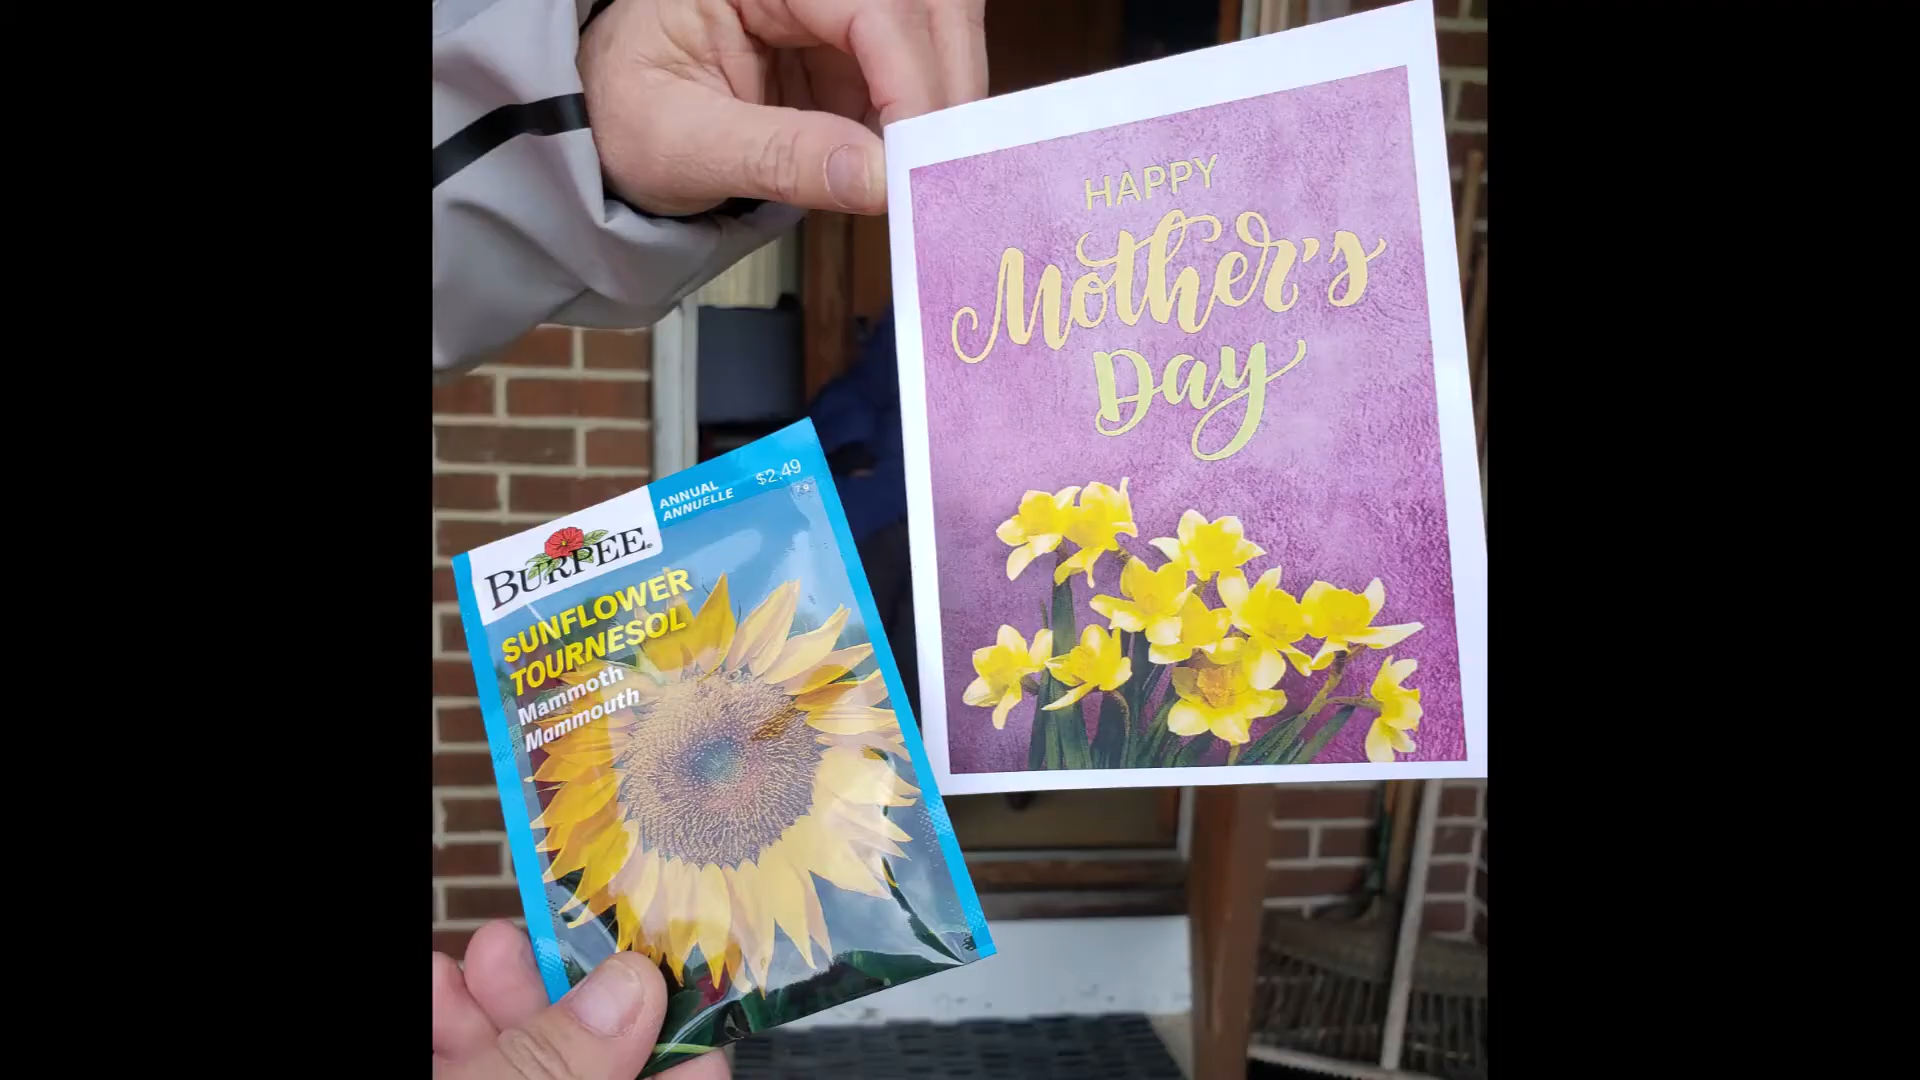 HAPPY
Mother's
Day
ANNUAL
ANNUELLE
$2.49
BURPEE
SUNFLOWER
TOURNESOL
Mammoth
Mammouth